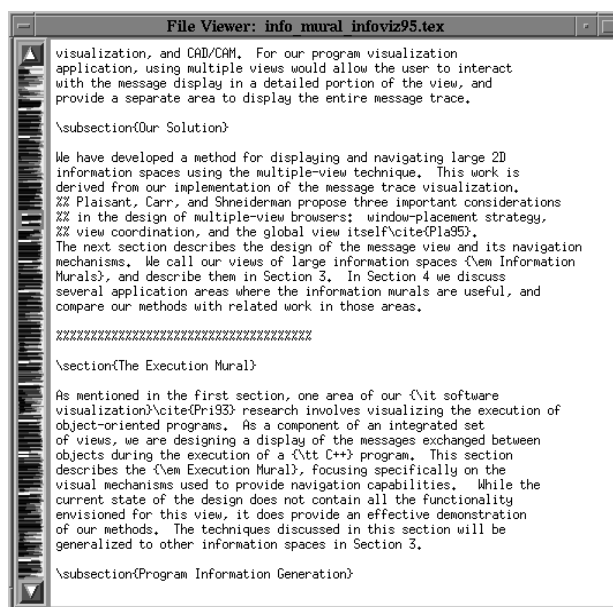 File Viewer: info_mural_infoviz95.tex
visualization, and CAD/CAM.  For our program visualization
application, using multiple views would allow the user to interact
with the message display in a detailed portion of the view, and
provide a separate area to display the entire message trace.
\subsection{Our Solution}
We have developed a method for displaying and navigating large 2D
information spaces using the multiple-view technique.  This work is
derived from our implementation of the message trace visualization.
%% Plaisant, Carr, and Shneiderman propose three important considerations
%% in the design of multiple-view browsers:  window-placement strategy,
%% view coordination, and the global view itself\cite{Pla95}.
The next section describes the design of the message view and its navigation
mechanisms.  We call our views of large information spaces {\em Information
Murals}, and describe them in Section 3.  In Section 4 we discuss
several application areas where the information murals are useful, and
compare our methods with related work in those areas.
%%%%%%%%%%%%%%%%%%%%%%%%%%%%%%%%%%%%%
\section{The Execution Mural}
As mentioned in the first section, one area of our {\it software
visualization}\cite{Pri93} research involves visualizing the execution of
object-oriented programs.  As a component of an integrated set
of views, we are designing a display of the messages exchanged between
objects during the execution of a {\tt C++} program.  This section
describes the {\em Execution Mural}, focusing specifically on the
visual mechanisms used to provide navigation capabilities.   While the
current state of the design does not contain all the functionality
envisioned for this view, it does provide an effective demonstration
of our methods.  The techniques discussed in this section will be
generalized to other information spaces in Section 3.
\subsection{Program Information Generation}